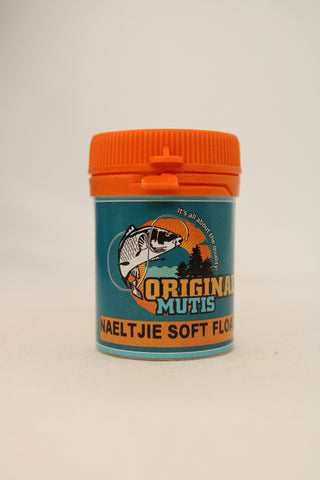 It's all about the quality
ORIGINAL
MUTIS
NAELTJIE SOFT FLOA